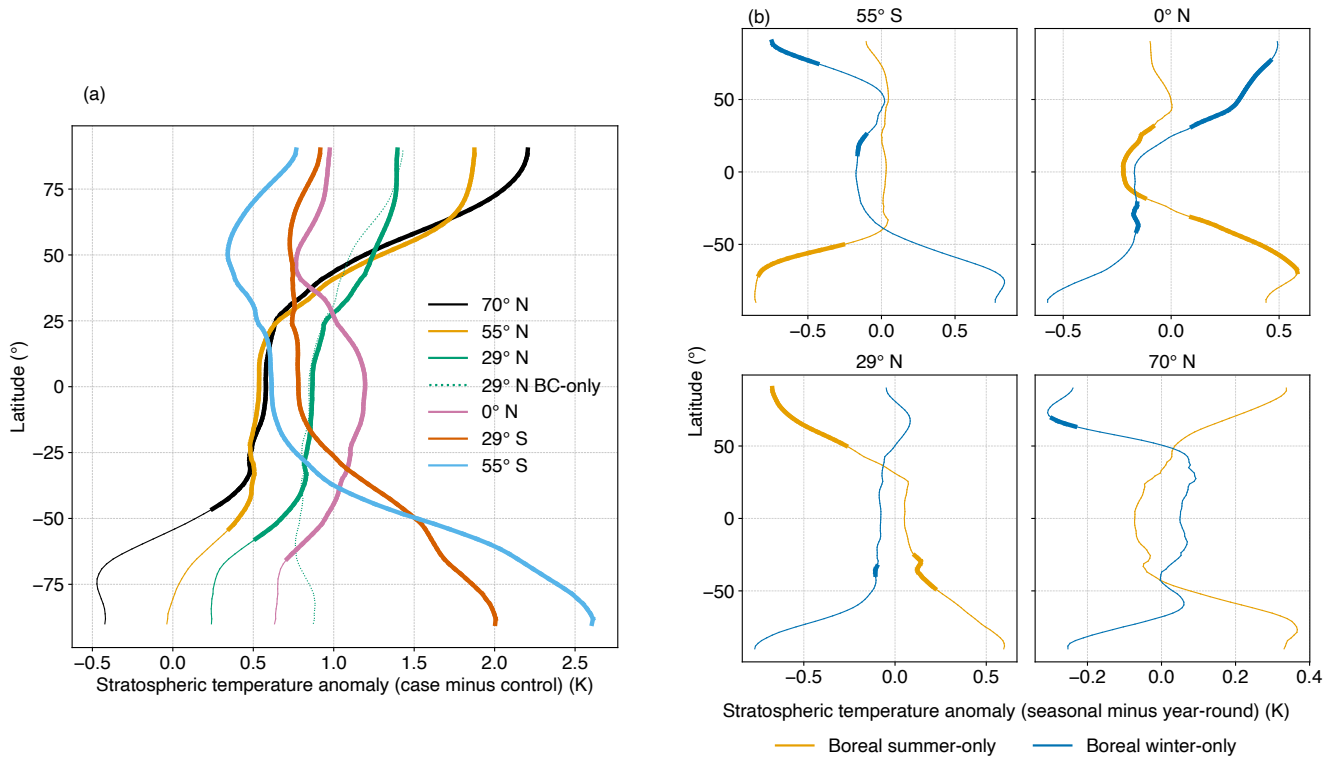 (a)
75
50
25
0
−25
−50
−75
Latitude (°)
70° N
55° N
29° N
29° N BC-only
0° N
29° S
55° S
−0.5 0.0 0.5 1.0 1.5 2.0 2.5
Stratospheric temperature anomaly (case minus control) (K)
(b)
55° S
0° N
50
0
−50
−0.5 0.0 0.5
−0.5 0.0 0.5
Latitude (°)
29° N
70° N
50
0
−50
−0.5 0.0 0.5
−0.2 0.0 0.2 0.4
Stratospheric temperature anomaly (seasonal minus year-round) (K)
Boreal summer-only Boreal winter-only